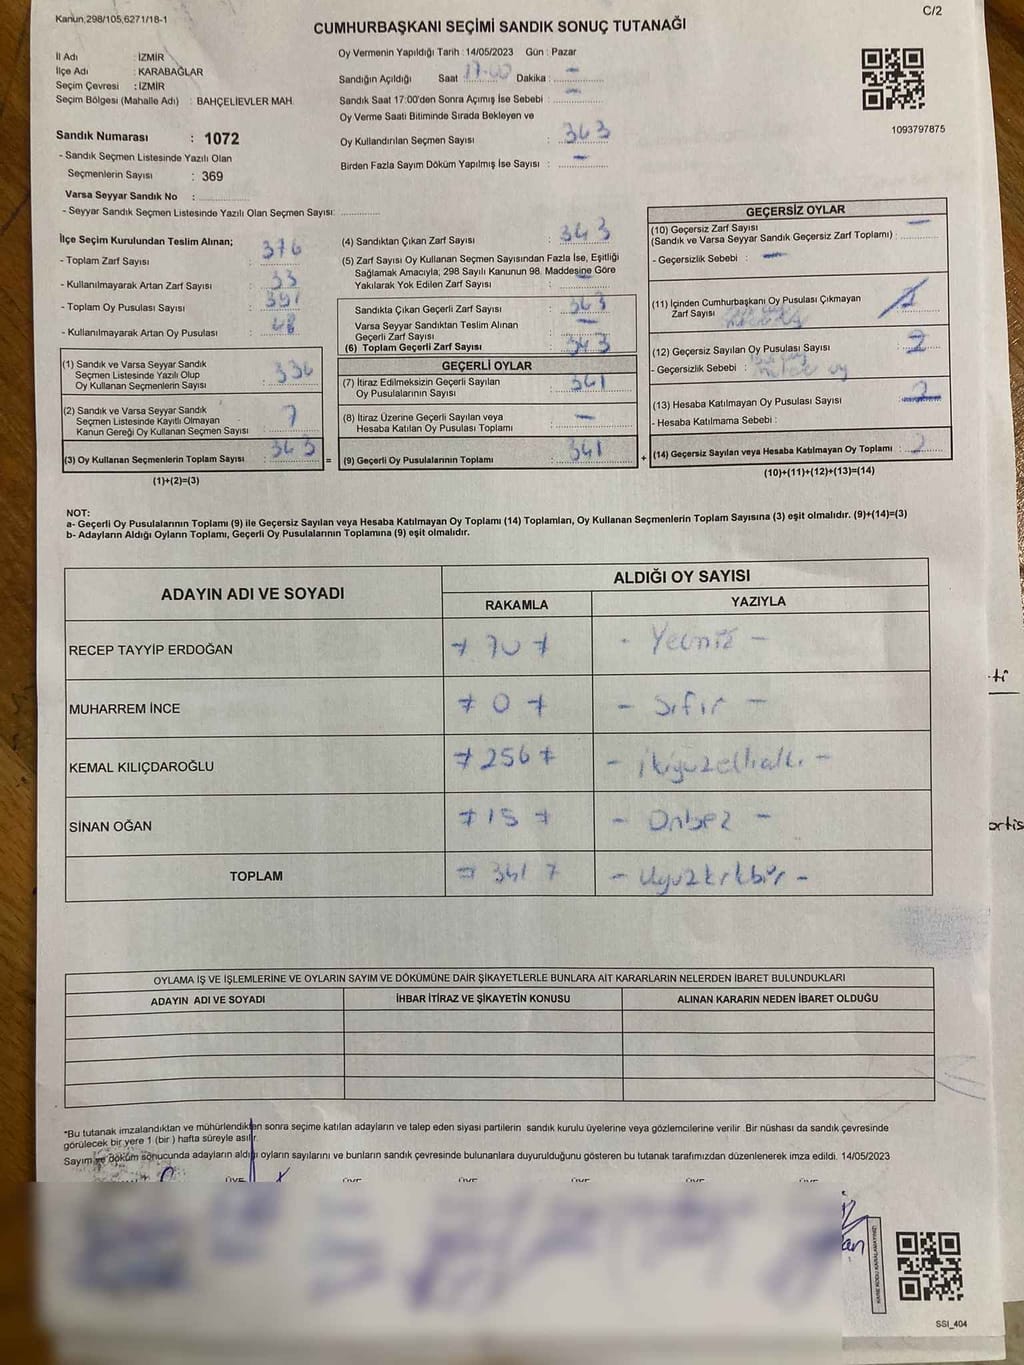 Kanun,298/105,6271/18-1
C/2
CUMHURBAŞKANI SEÇİMİ SANDIK SONUÇ TUTANAĞI
İl Adı : İZMİR
İlçe Adı : KARABAĞLAR
Seçim Çevresi : İZMİR
Seçim Bölgesi (Mahalle Adı) : BAHÇELİEVLER MAH.
Oy Vermenin Yapıldığı Tarih : 14/05/2023 Gün : Pazar
Sandığın Açıldığı Saat 17:00 Dakika : —
Sandık Saat 17:00'den Sonra Açımış İse Sebebi : —
Oy Verme Saati Bitiminde Sırada Bekleyen ve
Oy Kullandırılan Seçmen Sayısı : 363
Birden Fazla Sayım Döküm Yapılmış İse Sayısı : —
1093797875
Sandık Numarası : 1072
- Sandık Seçmen Listesinde Yazılı Olan
Seçmenlerin Sayısı : 369
Varsa Seyyar Sandık No :
- Seyyar Sandık Seçmen Listesinde Yazılı Olan Seçmen Sayısı:
İlçe Seçim Kurulundan Teslim Alınan;
- Toplam Zarf Sayısı : 376
- Kullanılmayarak Artan Zarf Sayısı : 33
- Toplam Oy Pusulası Sayısı : 391
- Kullanılmayarak Artan Oy Pusulası : 48
(1) Sandık ve Varsa Seyyar Sandık
Seçmen Listesinde Yazılı Olup
Oy Kullanan Seçmenlerin Sayısı : 336
(2) Sandık ve Varsa Seyyar Sandık
Seçmen Listesinde Kayıtlı Olmayan
Kanun Gereği Oy Kullanan Seçmen Sayısı : 7
(3) Oy Kullanan Seçmenlerin Toplam Sayısı : 363 =
(1)+(2)=(3)
(4) Sandıktan Çıkan Zarf Sayısı : 343
(5) Zarf Sayısı Oy Kullanan Seçmen Sayısından Fazla İse, Eşitliği
Sağlamak Amacıyla; 298 Sayılı Kanunun 98. Maddesine Göre
Yakılarak Yok Edilen Zarf Sayısı : —
Sandıkta Çıkan Geçerli Zarf Sayısı : 363
Varsa Seyyar Sandıktan Teslim Alınan
Geçerli Zarf Sayısı : —
(6) Toplam Geçerli Zarf Sayısı : 343
GEÇERLİ OYLAR
(7) İtiraz Edilmeksizin Geçerli Sayılan
Oy Pusulalarının Sayısı : 341
(8) İtiraz Üzerine Geçerli Sayılan veya
Hesaba Katılan Oy Pusulası Toplamı : —
(9) Geçerli Oy Pusulalarının Toplamı : 341 +
GEÇERSİZ OYLAR
(10) Geçersiz Zarf Sayısı
(Sandık ve Varsa Seyyar Sandık Geçersiz Zarf Toplamı) : —
- Geçersizlik Sebebi : —
(11) İçinden Cumhurbaşkanı Oy Pusulası Çıkmayan
Zarf Sayısı
(12) Geçersiz Sayılan Oy Pusulası Sayısı : 2
- Geçersizlik Sebebi :
(13) Hesaba Katılmayan Oy Pusulası Sayısı : 2
- Hesaba Katılmama Sebebi :
(14) Geçersiz Sayılan veya Hesaba Katılmayan Oy Toplamı : 2
(10)+(11)+(12)+(13)=(14)
NOT:
a- Geçerli Oy Pusulalarının Toplamı (9) ile Geçersiz Sayılan veya Hesaba Katılmayan Oy Toplamı (14) Toplamları, Oy Kullanan Seçmenlerin Toplam Sayısına (3) eşit olmalıdır. (9)+(14)=(3)
b- Adayların Aldığı Oyların Toplamı, Geçerli Oy Pusulalarının Toplamına (9) eşit olmalıdır.
ADAYIN ADI VE SOYADI
ALDIĞI OY SAYISI
RAKAMLA YAZIYLA
RECEP TAYYİP ERDOĞAN 70 - Yetmiş -
MUHARREM İNCE 0 - Sıfır -
KEMAL KILIÇDAROĞLU 256 - ikiyüzellialtı -
SİNAN OĞAN 15 - Onbeş -
TOPLAM 341 - Üçyüzkırkbir -
OYLAMA İŞ VE İŞLEMLERİNE VE OYLARIN SAYIM VE DÖKÜMÜNE DAİR ŞİKAYETLERLE BUNLARA AİT KARARLARIN NELERDEN İBARET BULUNDUKLARI
ADAYIN ADI VE SOYADI İHBAR İTİRAZ VE ŞİKAYETİN KONUSU ALINAN KARARIN NEDEN İBARET OLDUĞU
*Bu tutanak imzalandıktan ve mühürlendikten sonra seçime katılan adayların ve talep eden siyasi partilerin sandık kurulu üyelerine veya gözlemcilerine verilir .Bir nüshası da sandık çevresinde
görülecek bir yere 1 (bir ) hafta süreyle asılır.
Sayım ve döküm sonucunda adayların aldığı oyların sayılarını ve bunların sandık çevresinde bulunanlara duyurulduğunu gösteren bu tutanak tarafımızdan düzenlenerek imza edildi. 14/05/2023
SSI_404